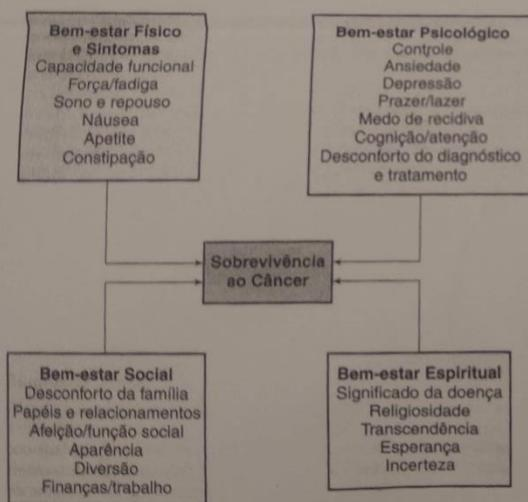 Bem-estar Físico
e Sintomas
Capacidade funcional
Força/fadiga
Sono e repouso
Náusea
Apetite
Constipação
Bem-estar Psicológico
Controle
Ansiedade
Depressão
Prazer/lazer
Medo de recidiva
Cognição/atenção
Desconforto do diagnóstico
e tratamento
Sobrevivência
ao Câncer
Bem-estar Social
Desconforto da família
Papéis e relacionamentos
Afeição/função social
Aparência
Diversão
Finanças/trabalho
Bem-estar Espiritual
Significado da doença
Religiosidade
Transcendência
Esperança
Incerteza